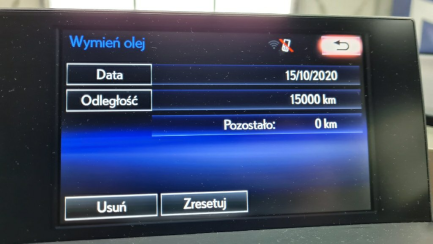 Wymień olej
Data 15/10/2020
Odległość 15000 km
Pozostało: 0 km
Usuń Zresetuj